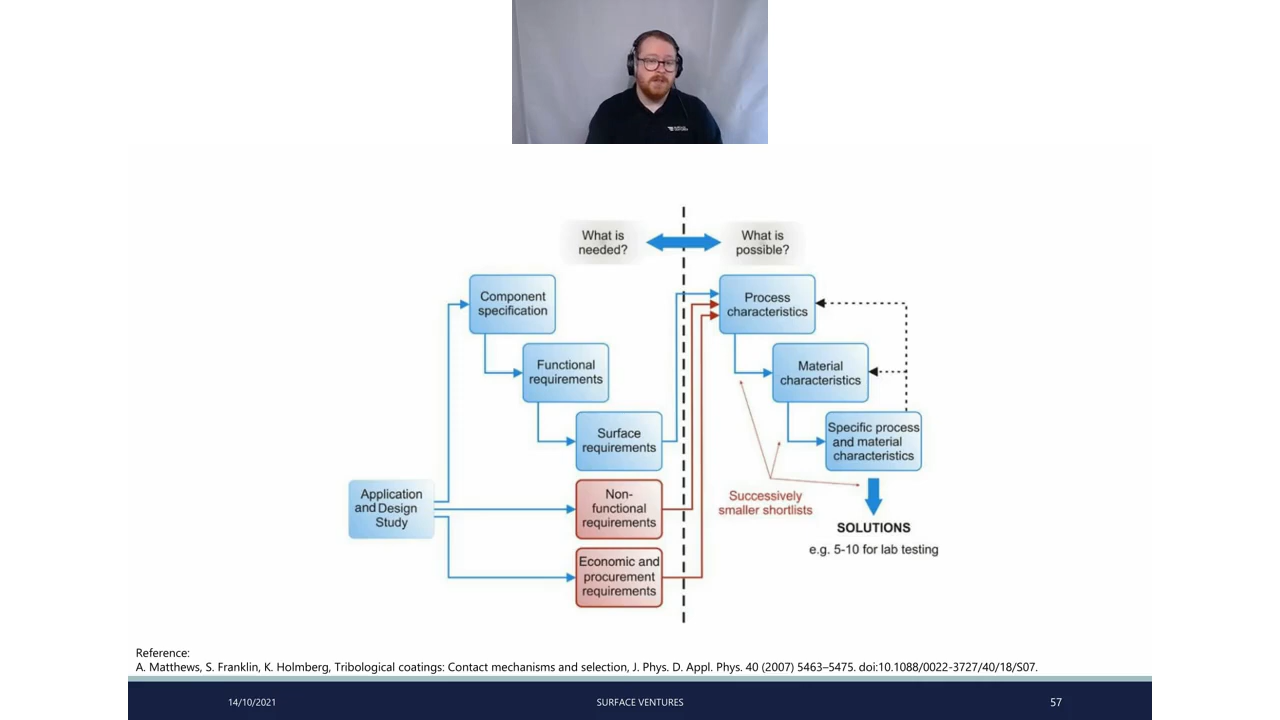 What is
needed?
What is
possible?
Component
specification
Process
characteristics
Functional
requirements
Material
characteristics
Surface
requirements
Specific process
and material
characteristics
Application
and Design
Study
Non-
functional
requirements
Successively
smaller shortlists
SOLUTIONS
e.g. 5-10 for lab testing
Economic and
procurement
requirements
Reference:
A. Matthews, S. Franklin, K. Holmberg, Tribological coatings: Contact mechanisms and selection, J. Phys. D. Appl. Phys. 40 (2007) 5463–5475. doi:10.1088/0022-3727/40/18/S07.
14/10/2021
SURFACE VENTURES
57